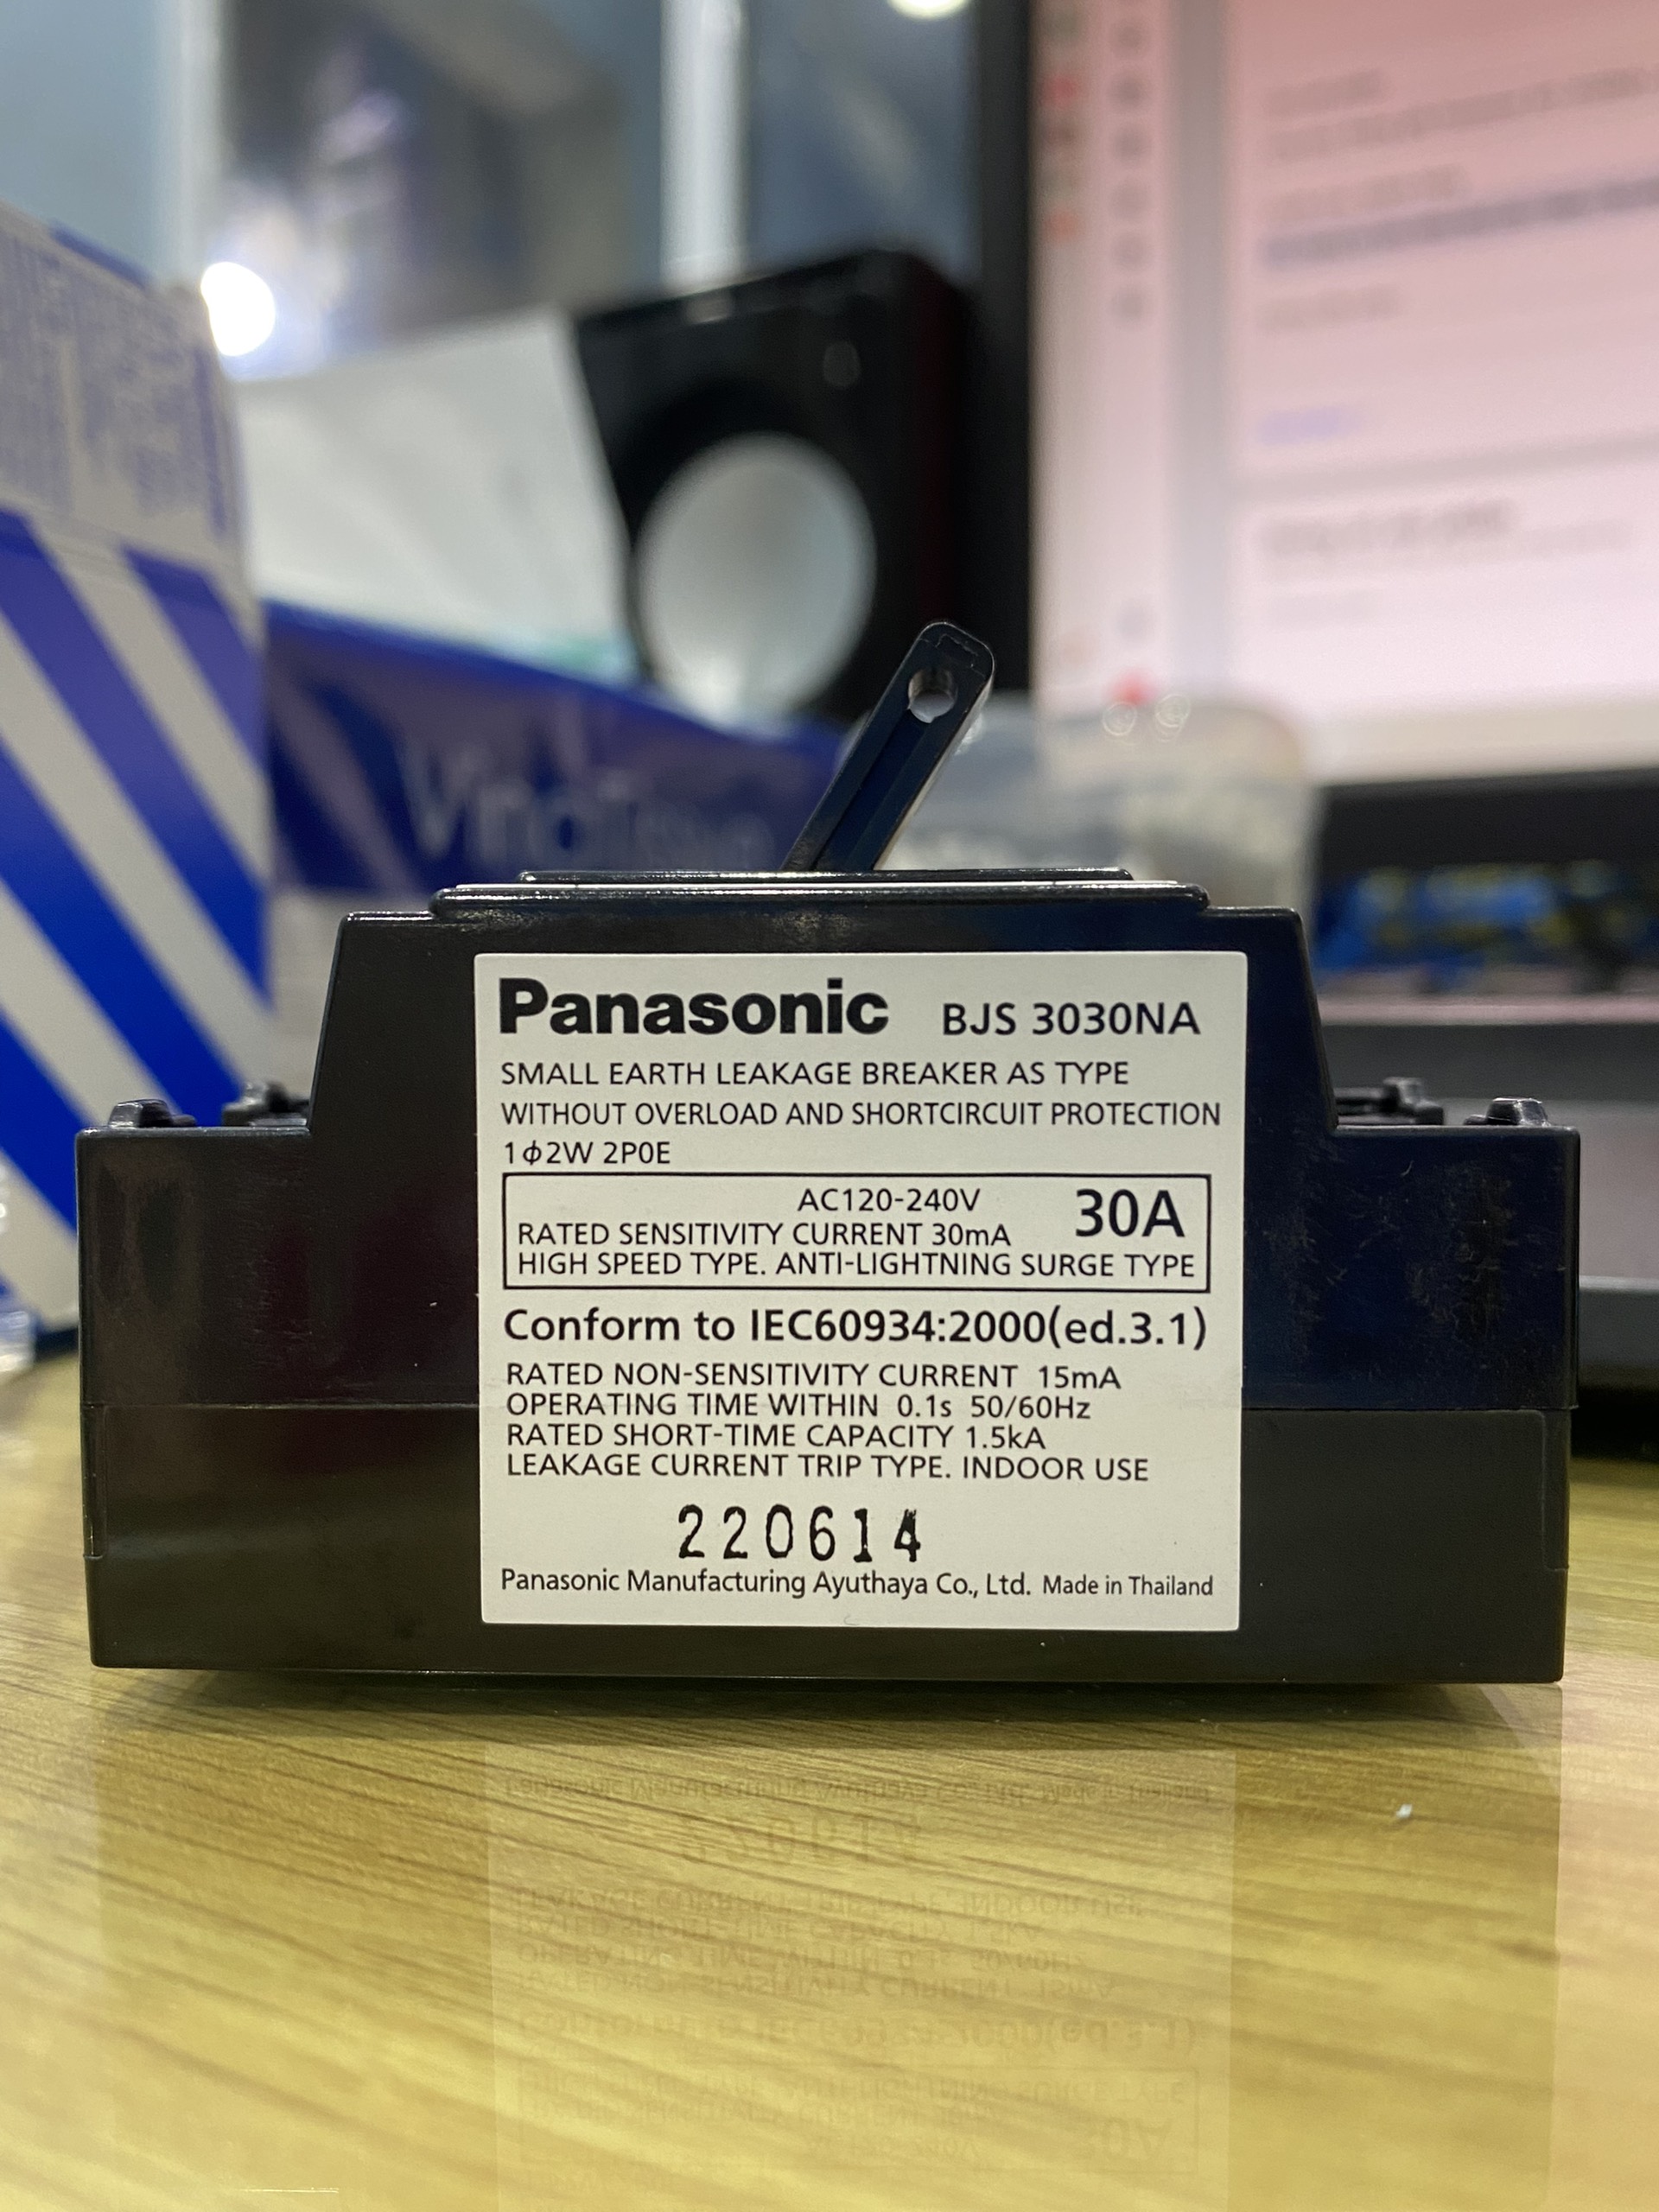 Panasonic BJS 3030NA
SMALL EARTH LEAKAGE BREAKER AS TYPE
WITHOUT OVERLOAD AND SHORTCIRCUIT PROTECTION
1ϕ2W 2P0E
AC120-240V 30A
RATED SENSITIVITY CURRENT 30mA
HIGH SPEED TYPE. ANTI-LIGHTNING SURGE TYPE
Conform to IEC60934:2000(ed.3.1)
RATED NON-SENSITIVITY CURRENT 15mA
OPERATING TIME WITHIN 0.1s 50/60Hz
RATED SHORT-TIME CAPACITY 1.5kA
LEAKAGE CURRENT TRIP TYPE. INDOOR USE
220614
Panasonic Manufacturing Ayuthaya Co., Ltd. Made in Thailand